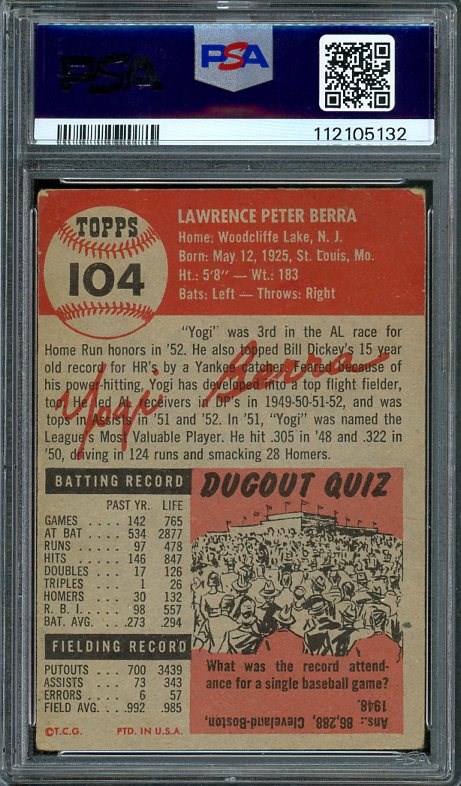 PSA
PSA
112105132
TOPPS
104
LAWRENCE PETER BERRA
Home: Woodcliffe Lake, N. J.
Born: May 12, 1925, St. Louis, Mo.
Ht: 5'8" — Wt.: 183
Bats: Left — Throws: Right
"Yogi" was 3rd in the AL race for
Home Run honors in '52. He also topped Bill Dickey's 15 year
old record for HR's by a Yankee catcher. Feared because of
his power-hitting, Yogi has developed into a top flight fielder,
too. He led AL receivers in DP's in 1949-50-51-52, and was
tops in Assists in '51 and '52. In '51, "Yogi" was named the
League's Most Valuable Player. He hit .305 in '48 and .322 in
'50, driving in 124 runs and smacking 28 Homers.
Yogi Berra
BATTING RECORD
PAST YR. LIFE
GAMES .... 142 765
AT BAT .... 534 2877
RUNS .... 97 478
HITS .... 146 847
DOUBLES .. 17 126
TRIPLES ... 1 26
HOMERS .. 30 132
R. B. I. .... 98 557
BAT. AVG. . .273 .294
FIELDING RECORD
PUTOUTS .. 700 3439
ASSISTS ... 73 343
ERRORS ... 6 57
FIELD AVG. . .992 .985
©T.C.G. PTD. IN U.S.A.
DUGOUT QUIZ
What was the record attend-
ance for a single baseball game?
Ans.: 86,288, Cleveland-Boston,
1948.
PSA